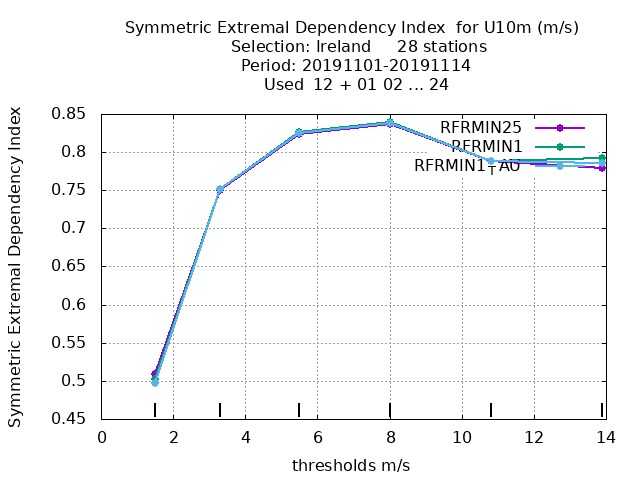 Symmetric Extremal Dependency Index  for U10m (m/s)
Selection: Ireland     28 stations
Period: 20191101-20191114
Used  12 + 01 02 ... 24
Symmetric Extremal Dependency Index
0.85
0.8
0.75
0.7
0.65
0.6
0.55
0.5
0.45
RFRMIN25
RFRMIN1
RFRMIN1TAU
0 2 4 6 8 10 12 14
thresholds m/s